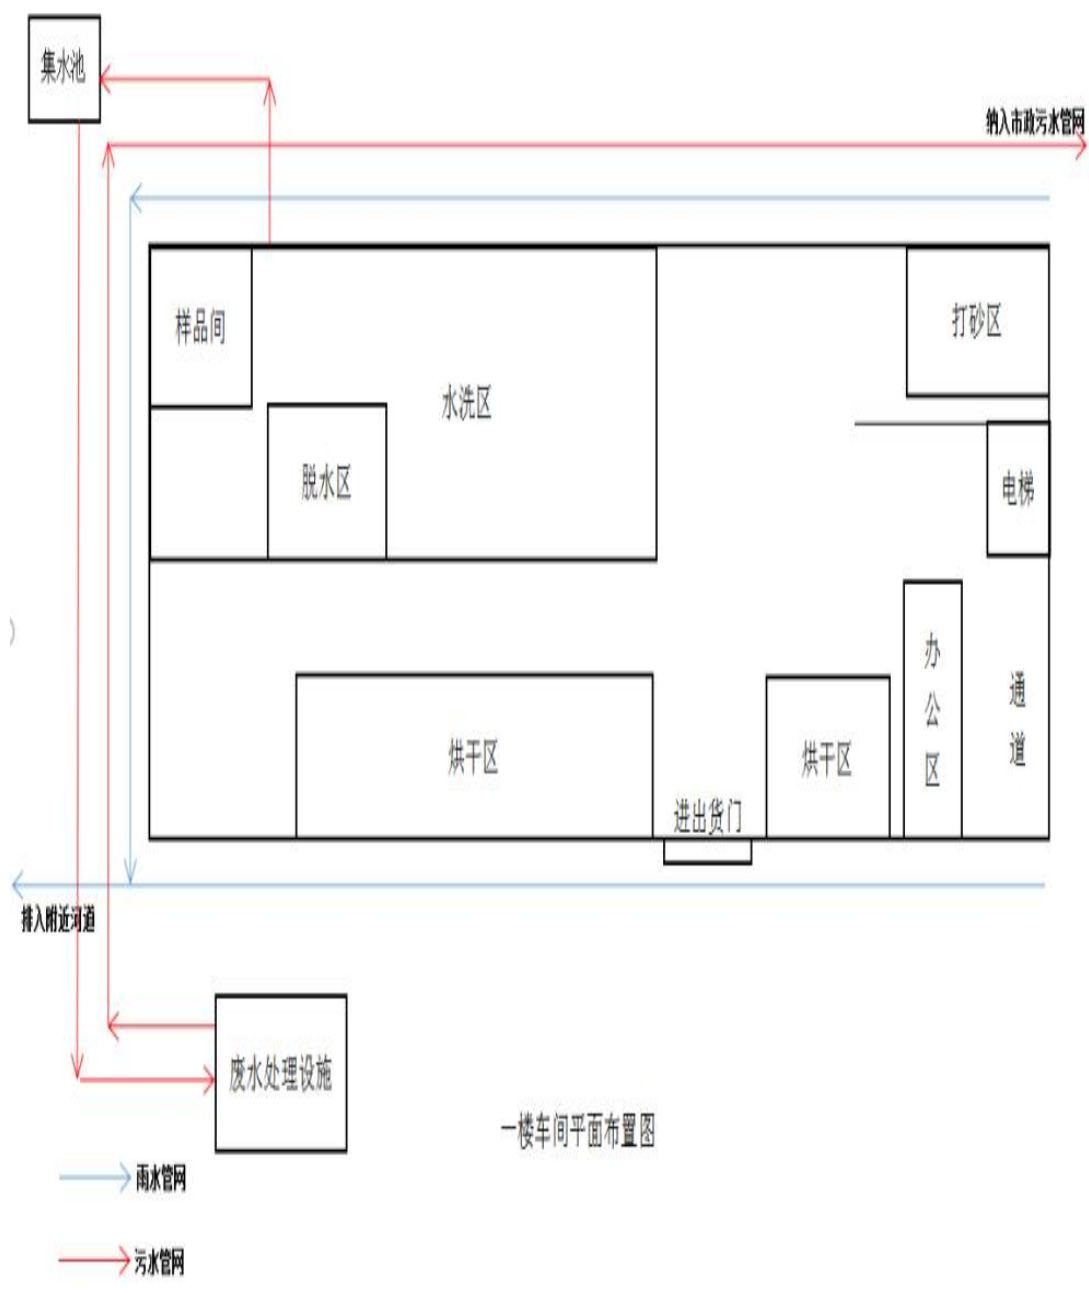 集水池
纳入市政污水管网
样品间
打砂区
水洗区
脱水区
电梯
办公区
通道
烘干区
烘干区
进出货门
排入附近河道
废水处理设施
一楼车间平面布置图
雨水管网
污水管网